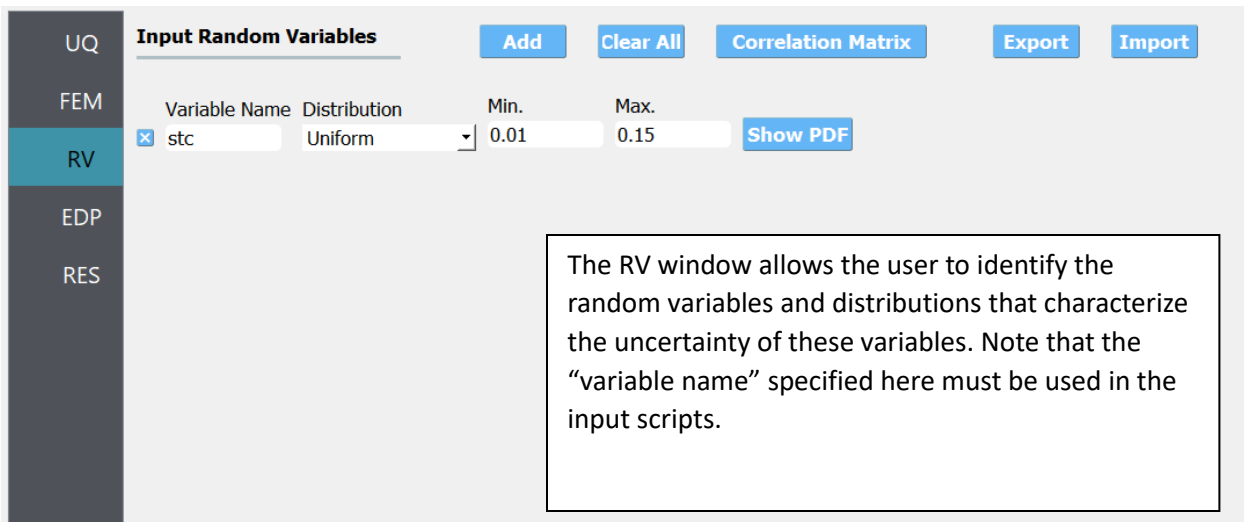 UQ
FEM
RV
EDP
RES
Input Random Variables Add Clear All Correlation Matrix Export Import
Variable Name Distribution Min. Max.
stc Uniform 0.01 0.15 Show PDF
The RV window allows the user to identify the
random variables and distributions that characterize
the uncertainty of these variables. Note that the
“variable name” specified here must be used in the
input scripts.